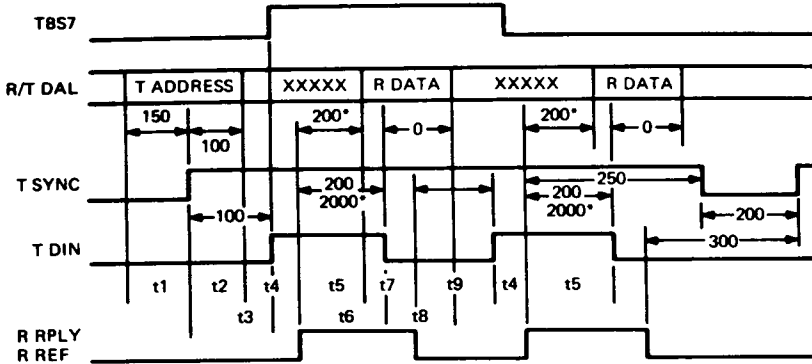 TBS7
R/T DAL T ADDRESS XXXXX R DATA XXXXX R DATA
150 200* 0 200* 0
100
T SYNC 200 250
2000* 200
100 2000* 200
T DIN 300
t1 t2 t4 t5 t7 t9 t4 t5
t3 t6 t8
R RPLY
R REF